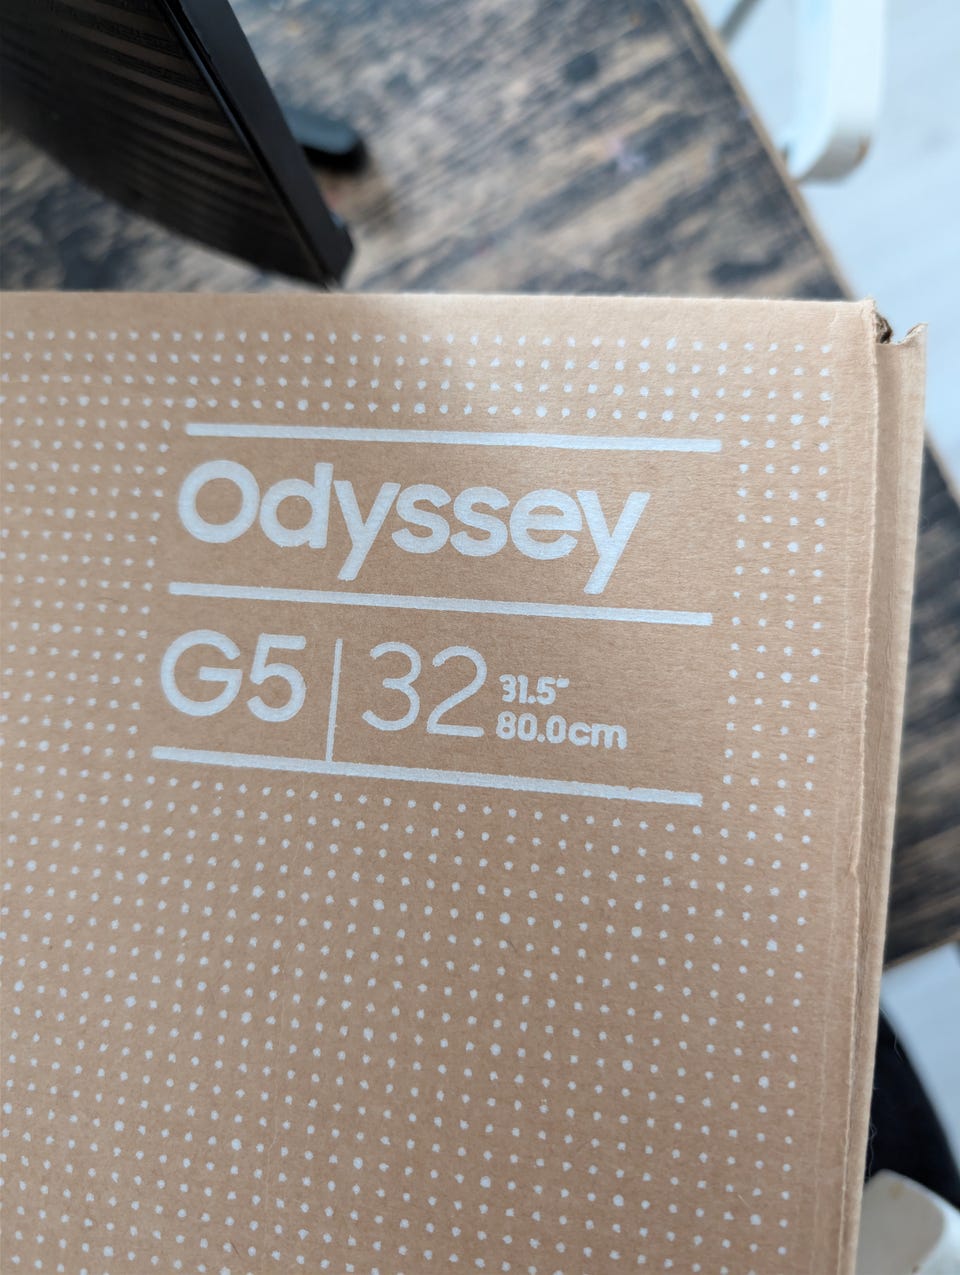 Odyssey
G5 | 32 31.5"
80.0cm